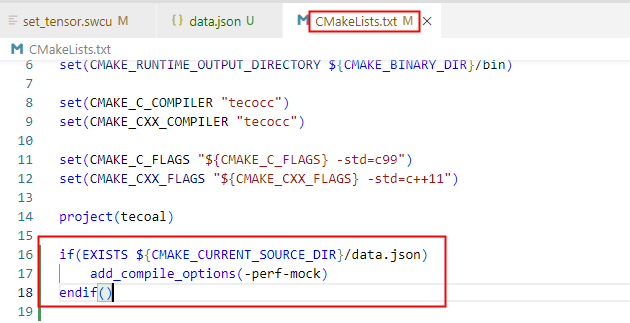 set_tensor.swcu M
data.json U
CMakeLists.txt M
CMakeLists.txt
6 set(CMAKE_RUNTIME_OUTPUT_DIRECTORY ${CMAKE_BINARY_DIR}/bin)
7
8 set(CMAKE_C_COMPILER "tecocc")
9 set(CMAKE_CXX_COMPILER "tecocc")
10
11 set(CMAKE_C_FLAGS "${CMAKE_C_FLAGS} -std=c99")
12 set(CMAKE_CXX_FLAGS "${CMAKE_CXX_FLAGS} -std=c++11")
13
14 project(tecoal)
15
16 if(EXISTS ${CMAKE_CURRENT_SOURCE_DIR}/data.json)
17 add_compile_options(-perf-mock)
18 endif()
19